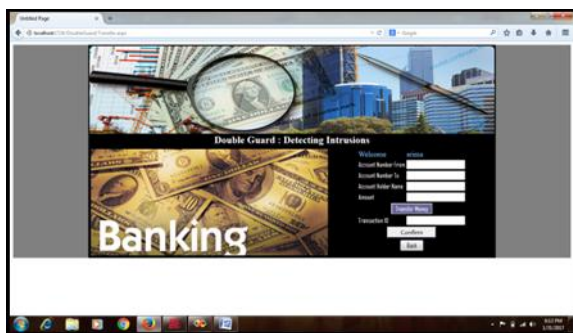 Untitled Page
Google
Double Guard : Detecting Intrusions
Banking
Welcome
Account Number From
Account Number To
Account Holder Name
Amount
Transfer Money
Transaction ID
Confirm
Back